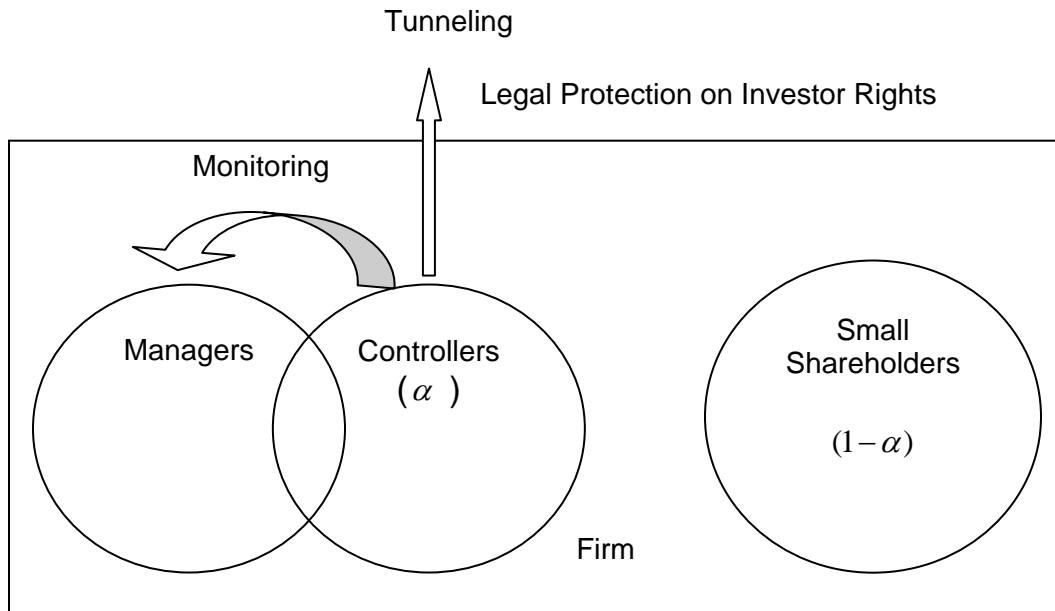 Tunneling
Legal Protection on Investor Rights
Monitoring
Managers
Controllers
(α )
Small
Shareholders
(1−α)
Firm